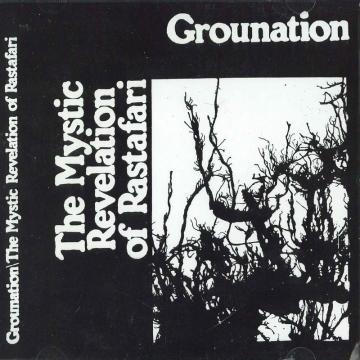 Grounation\The Mystic Revelation of Rastafari
Grounation
The Mystic
Revelation
of Rastafari